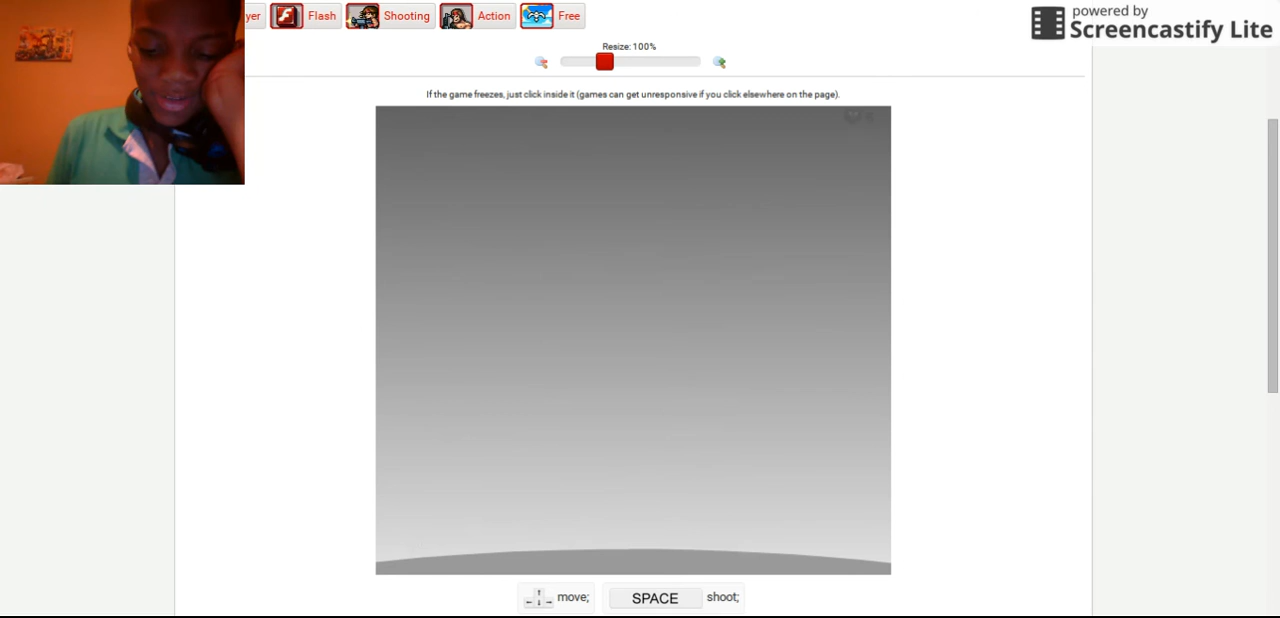 yer Flash Shooting Action Free
powered by
Screencastify Lite
Resize: 100%
If the game freezes, just click inside it (games can get unresponsive if you click elsewhere on the page).
move; SPACE shoot;